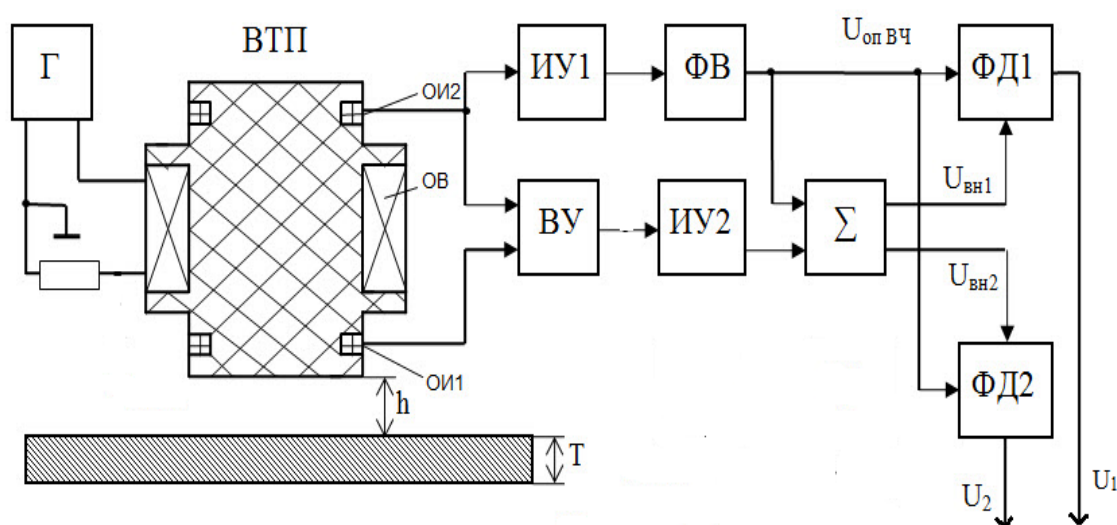 Г
ВТП
ОИ2
ОВ
ОИ1
h
T
ИУ1
ФВ
U оп ВЧ
ФД1
ВУ
ИУ2
Σ
U вн1
U вн2
ФД2
U2
U1